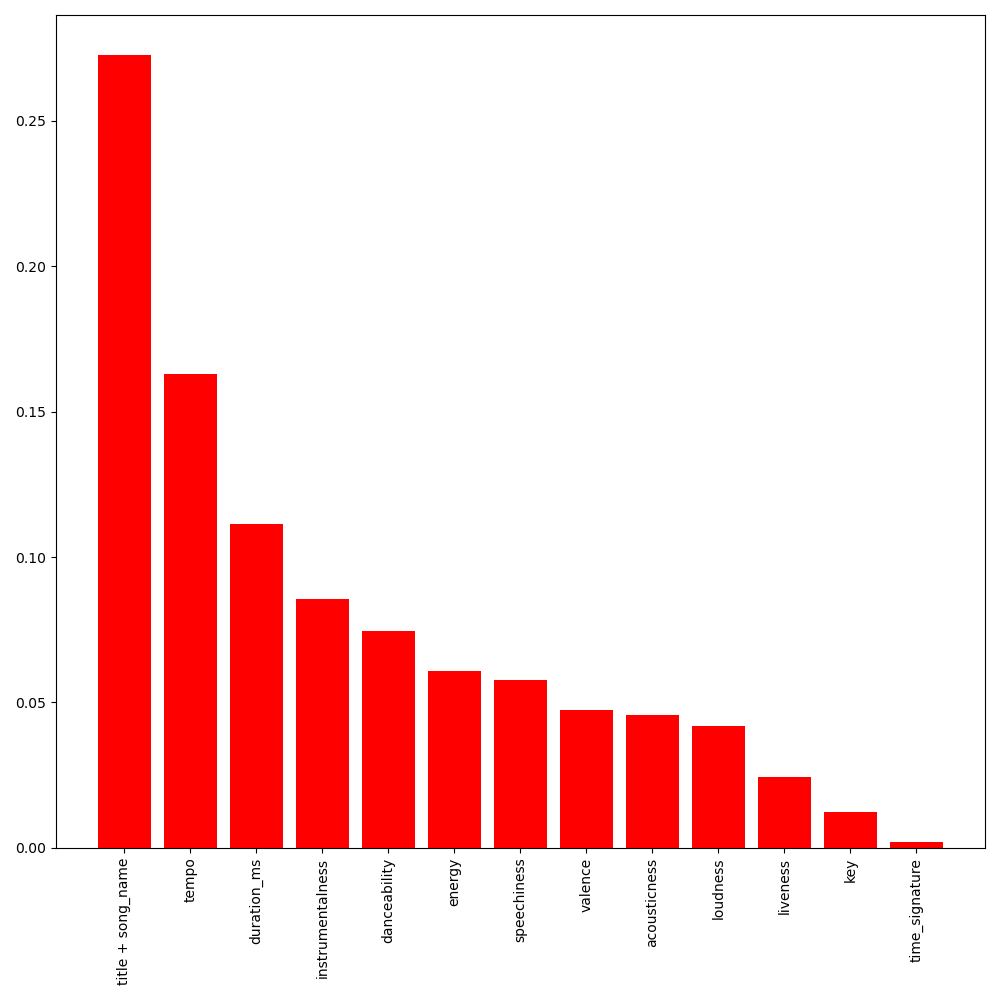 0.25
0.20
0.15
0.10
0.05
0.00
title + song_name
tempo
duration_ms
instrumentalness
danceability
energy
speechiness
valence
acousticness
loudness
liveness
key
time_signature